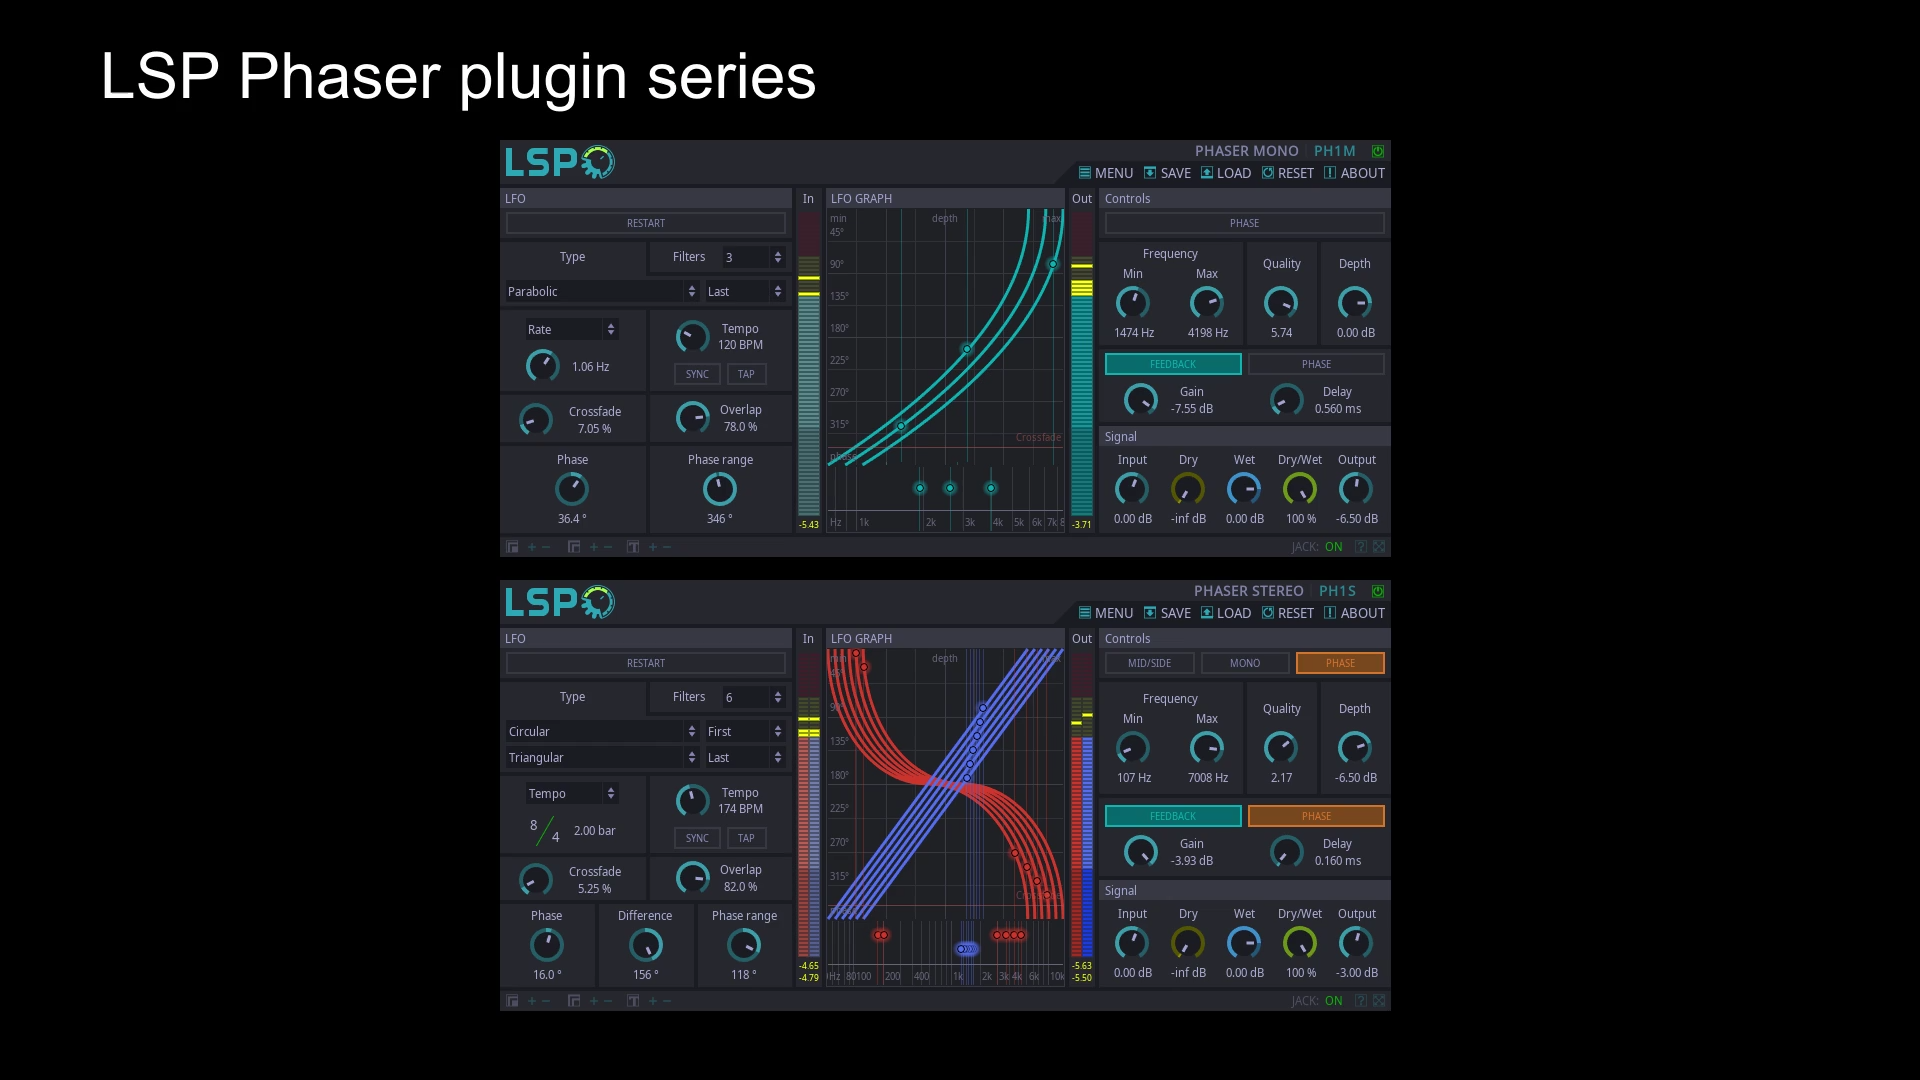 LSP Phaser plugin series
LSP
PHASER MONO PH1M
MENU SAVE LOAD RESET ABOUT
LFO
RESTART
Type
Filters 3
Parabolic
Last
Rate
1.06 Hz
Tempo
120 BPM
SYNC TAP
Crossfade
7.05 %
Overlap
78.0 %
Phase
36.4 °
Phase range
346 °
In
-5.43
LFO GRAPH
min depth max
45°
90°
135°
180°
225°
270°
315°
Crossfade
phase
Hz 1k 2k 3k 4k 5k 6k 7k 8
Out
-3.71
Controls
PHASE
Frequency
Min Max
1474 Hz 4198 Hz
Quality
5.74
Depth
0.00 dB
FEEDBACK PHASE
Gain
-7.55 dB
Delay
0.560 ms
Signal
Input Dry Wet Dry/Wet Output
0.00 dB -inf dB 0.00 dB 100 % -6.50 dB
JACK: ON
LSP
PHASER STEREO PH1S
MENU SAVE LOAD RESET ABOUT
LFO
RESTART
Type
Filters 6
Circular
First
Triangular
Last
Tempo
8/4 2.00 bar
Tempo
174 BPM
SYNC TAP
Crossfade
5.25 %
Overlap
82.0 %
Phase
16.0 °
Difference
156 °
Phase range
118 °
In
-4.65
-4.79
LFO GRAPH
min depth max
45°
90°
135°
180°
225°
270°
315°
Hz 80 100 200 400 1k 2k 3k 4k 6k 10k
Out
-5.63
-5.50
Controls
MID/SIDE MONO PHASE
Frequency
Min Max
107 Hz 7008 Hz
Quality
2.17
Depth
-6.50 dB
FEEDBACK PHASE
Gain
-3.93 dB
Delay
0.160 ms
Signal
Input Dry Wet Dry/Wet Output
0.00 dB -inf dB 0.00 dB 100 % -3.00 dB
JACK: ON